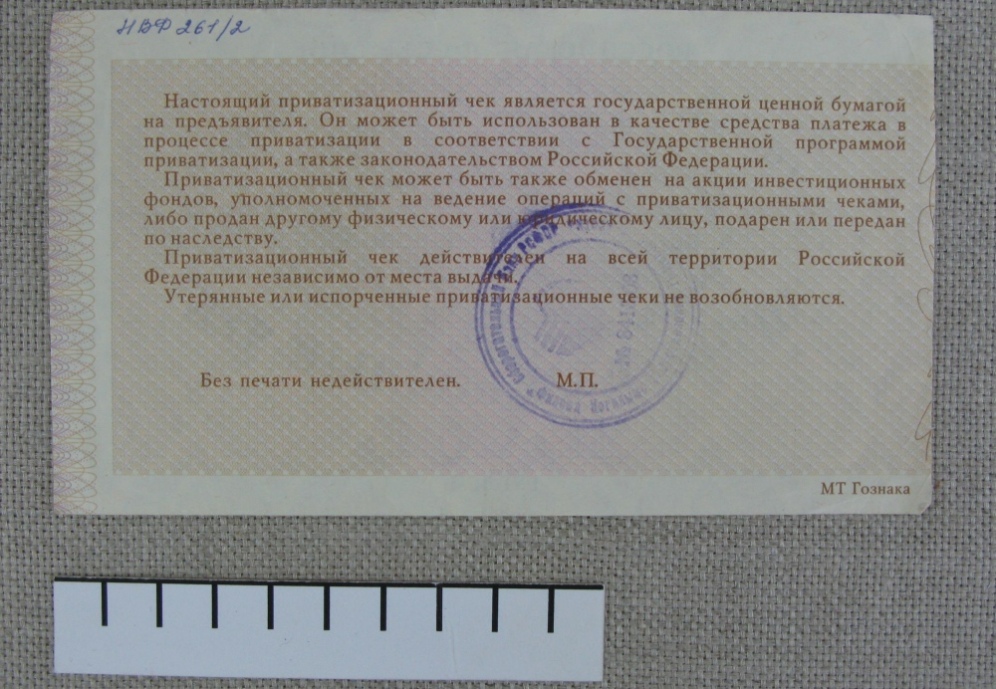 НВФ 261/2
Настоящий приватизационный чек является государственной ценной бумагой
на предъявителя. Он может быть использован в качестве средства платежа в
процессе приватизации в соответствии с Государственной программой
приватизации, а также законодательством Российской Федерации.
Приватизационный чек может быть также обменен на акции инвестиционных
фондов, уполномоченных на ведение операций с приватизационными чеками,
либо продан другому физическому или юридическому лицу, подарен или передан
по наследству.
Приватизационный чек действителен на всей территории Российской
Федерации независимо от места выдачи.
Утерянные или испорченные приватизационные чеки не возобновляются.
Без печати недействителен. М.П.
Сберегательный банк РСФСР
МТ Гознака